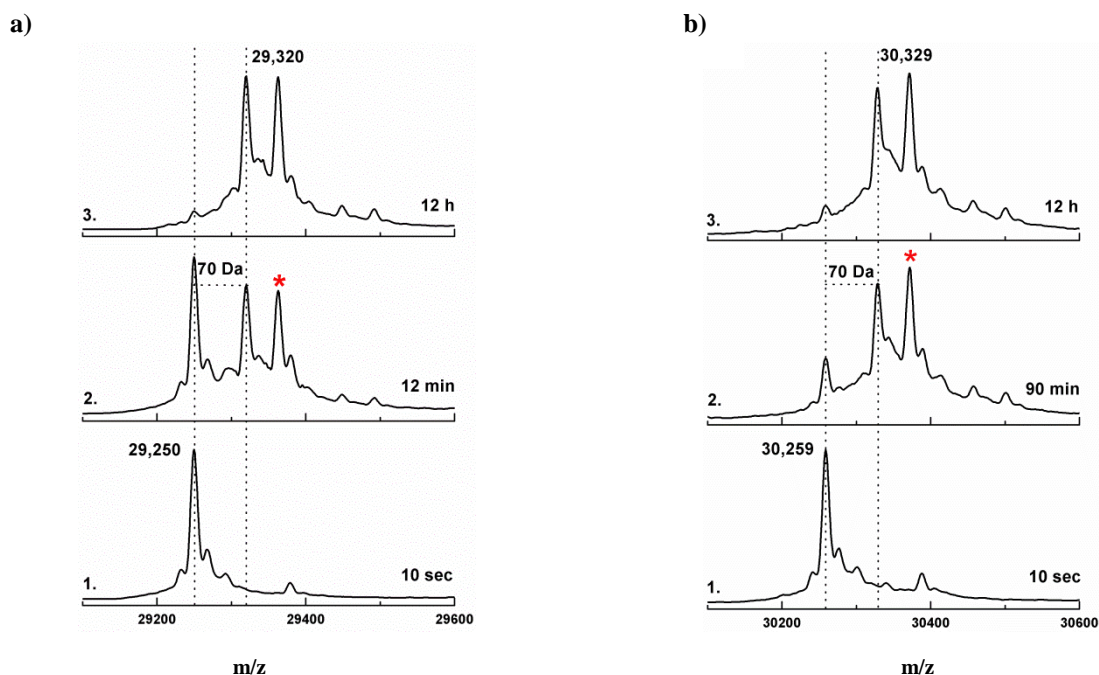 a)
29,320
3.
12 h
70 Da
*
2.
12 min
29,250
1.
10 sec
29200
29400
29600
m/z
b)
30,329
3.
12 h
70 Da
*
2.
90 min
30,259
1.
10 sec
30200
30400
30600
m/z